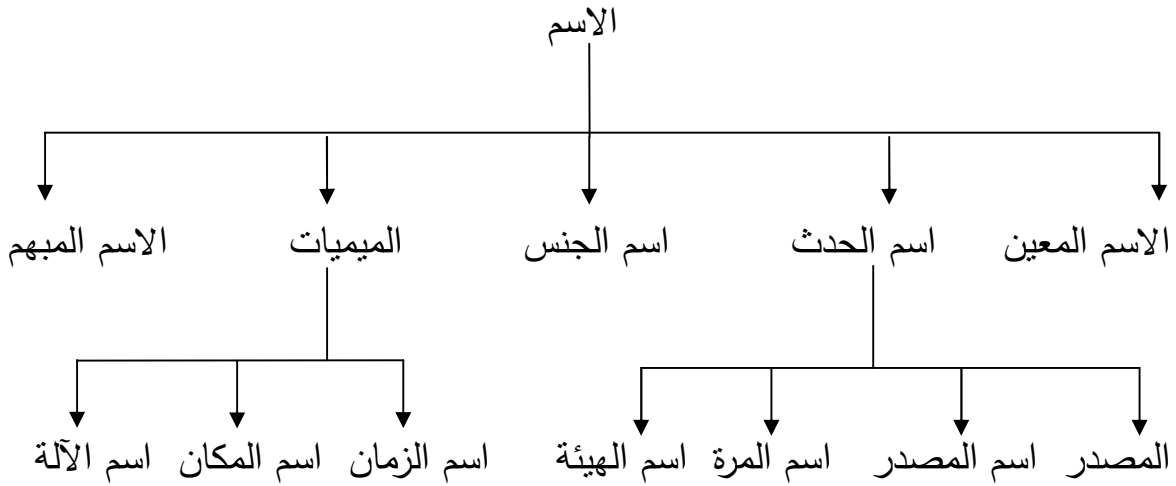 الاسم
الاسم المعين اسم الحدث اسم الجنس الميميات الاسم المبهم
المصدر اسم المصدر اسم المرة اسم الهيئة اسم الزمان اسم المكان اسم الآلة